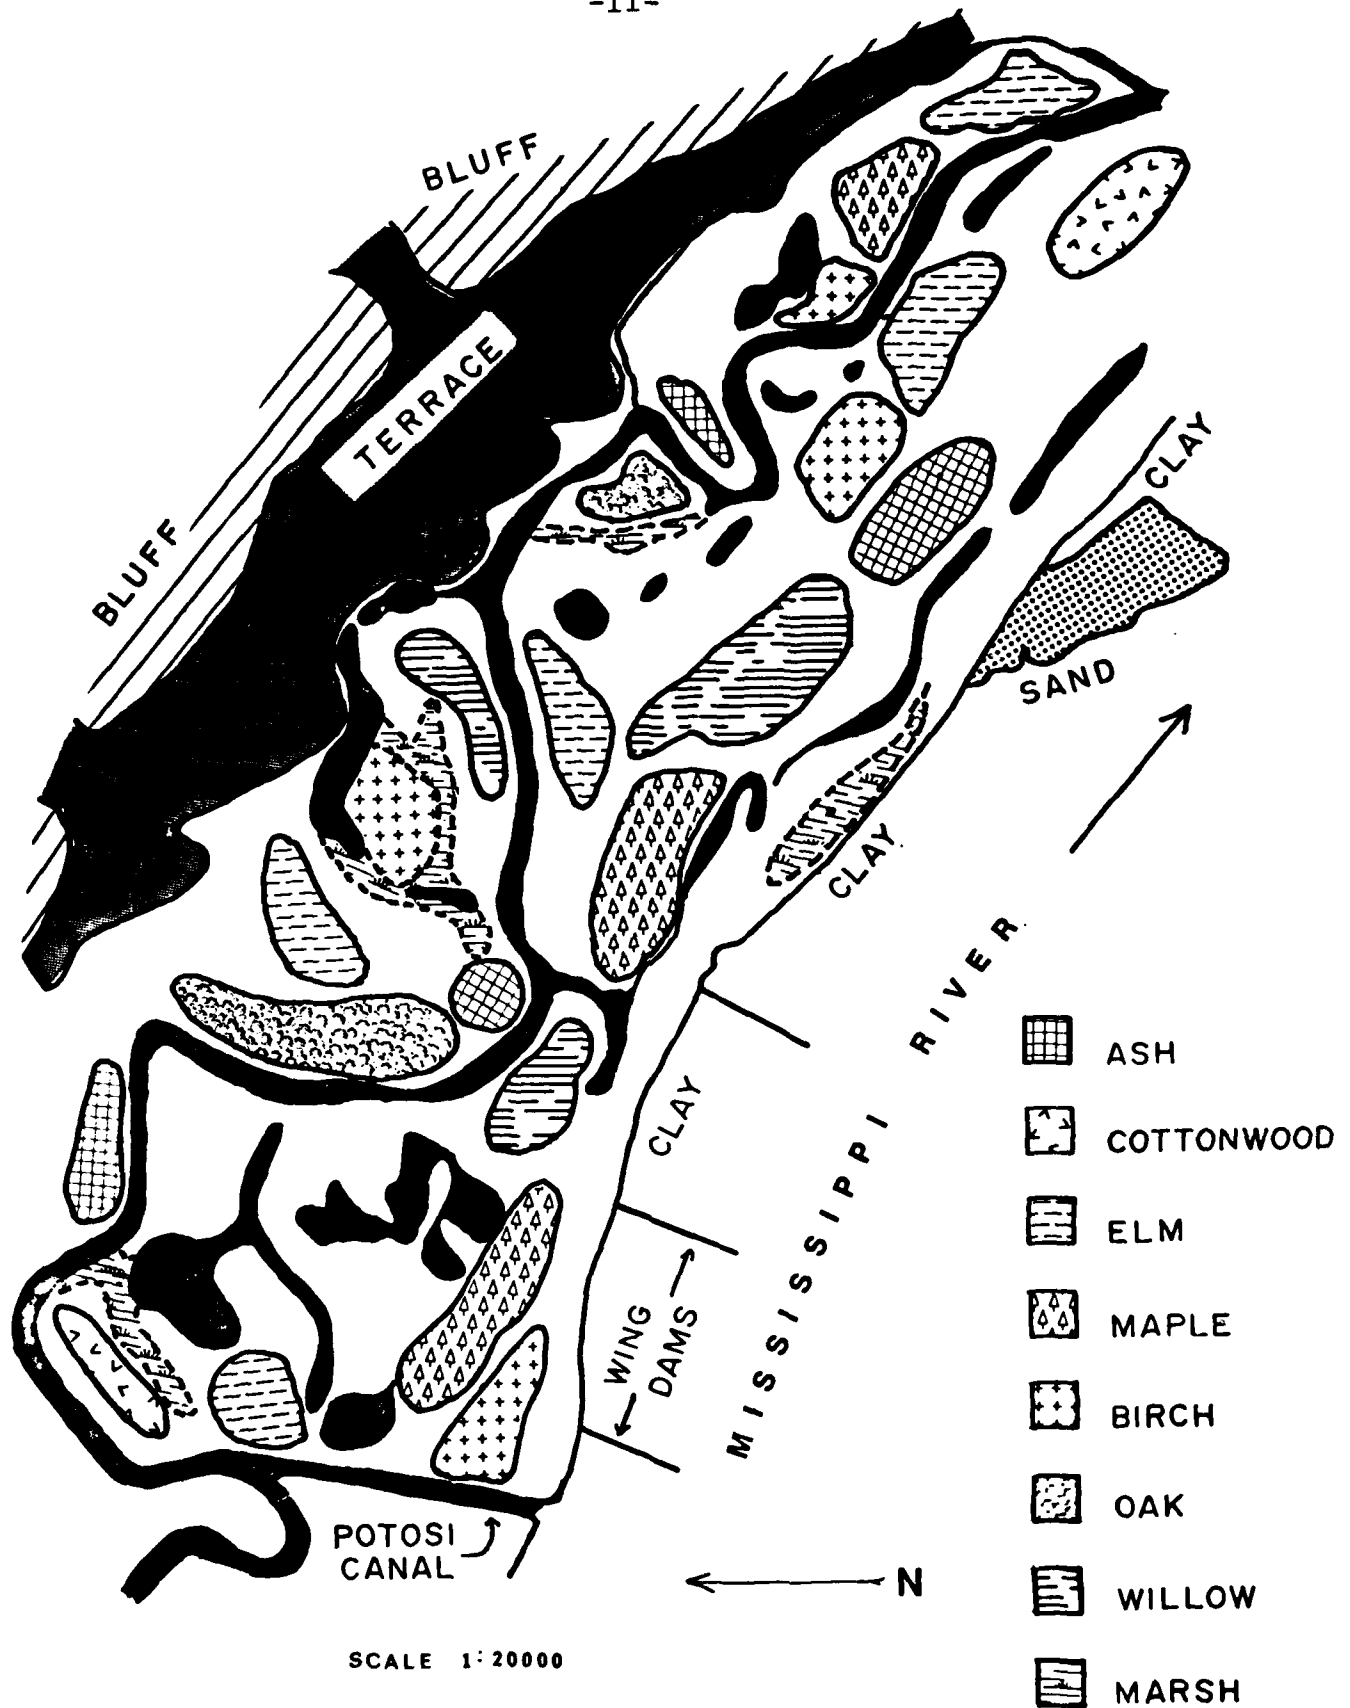 -11-
BLUFF
TERRACE
BLUFF
CLAY
SAND
CLAY
MISSISSIPPI RIVER
CLAY
WING
DAMS
POTOSI
CANAL
N
SCALE 1:20000
ASH
COTTONWOOD
ELM
MAPLE
BIRCH
OAK
WILLOW
MARSH